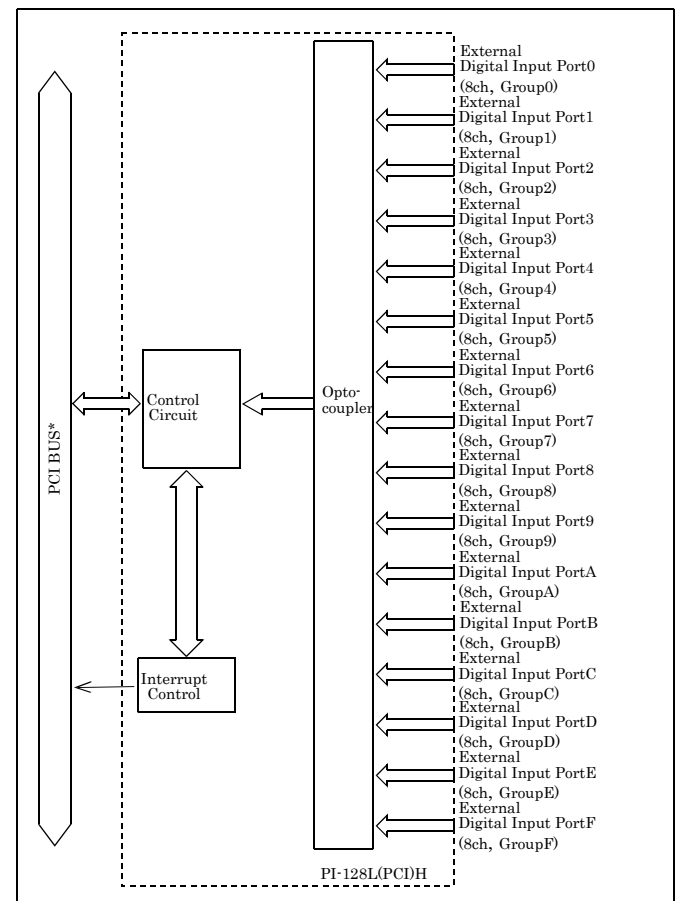 External
Digital Input Port0
(8ch, Group0)
External
Digital Input Port1
(8ch, Group1)
External
Digital Input Port2
(8ch, Group2)
External
Digital Input Port3
(8ch, Group3)
External
Digital Input Port4
(8ch, Group4)
External
Digital Input Port5
(8ch, Group5)
External
Digital Input Port6
(8ch, Group6)
External
Digital Input Port7
(8ch, Group7)
External
Digital Input Port8
(8ch, Group8)
External
Digital Input Port9
(8ch, Group9)
External
Digital Input PortA
(8ch, GroupA)
External
Digital Input PortB
(8ch, GroupB)
External
Digital Input PortC
(8ch, GroupC)
External
Digital Input PortD
(8ch, GroupD)
External
Digital Input PortE
(8ch, GroupE)
External
Digital Input PortF
(8ch, GroupF)
Opto-
coupler
Control
Circuit
PCI BUS*
Interrupt
Control
PI-128L(PCI)H